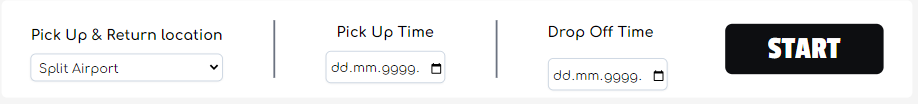 Pick Up & Return location
Split Airport
Pick Up Time
dd.mm.gggg.
Drop Off Time
dd.mm.gggg.
START